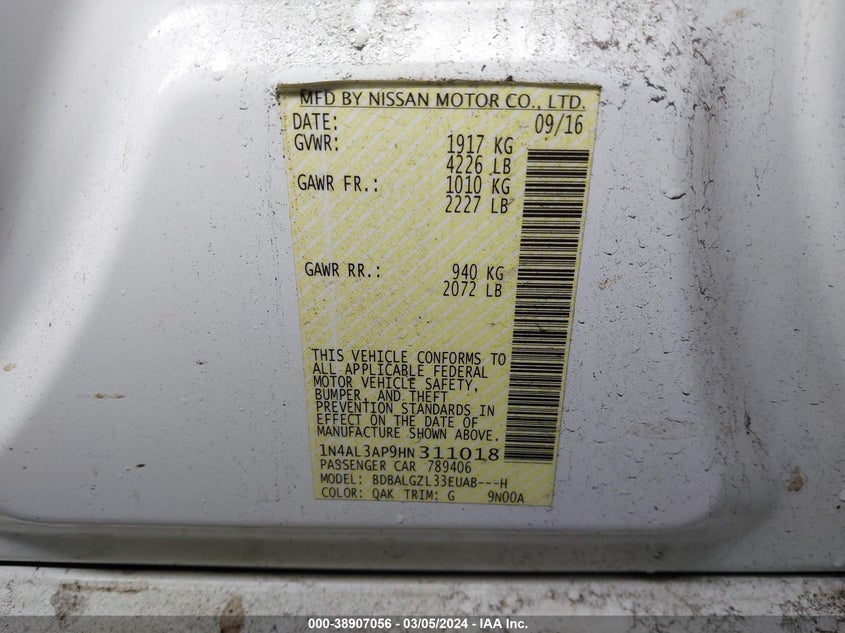 MFD BY NISSAN MOTOR CO., LTD.
DATE: 09/16
GVWR: 1917 KG
4226 LB
GAWR FR.: 1010 KG
2227 LB
GAWR RR.: 940 KG
2072 LB
THIS VEHICLE CONFORMS TO
ALL APPLICABLE FEDERAL
MOTOR VEHICLE SAFETY,
BUMPER, AND THEFT
PREVENTION STANDARDS IN
EFFECT ON THE DATE OF
MANUFACTURE SHOWN ABOVE.
1N4AL3AP9HN311018
PASSENGER CAR 789406
MODEL: BDBALGZL33EUAB---H
COLOR: QAK TRIM: G 9N00A
000-38907056 — 03/05/2024 — IAA Inc.